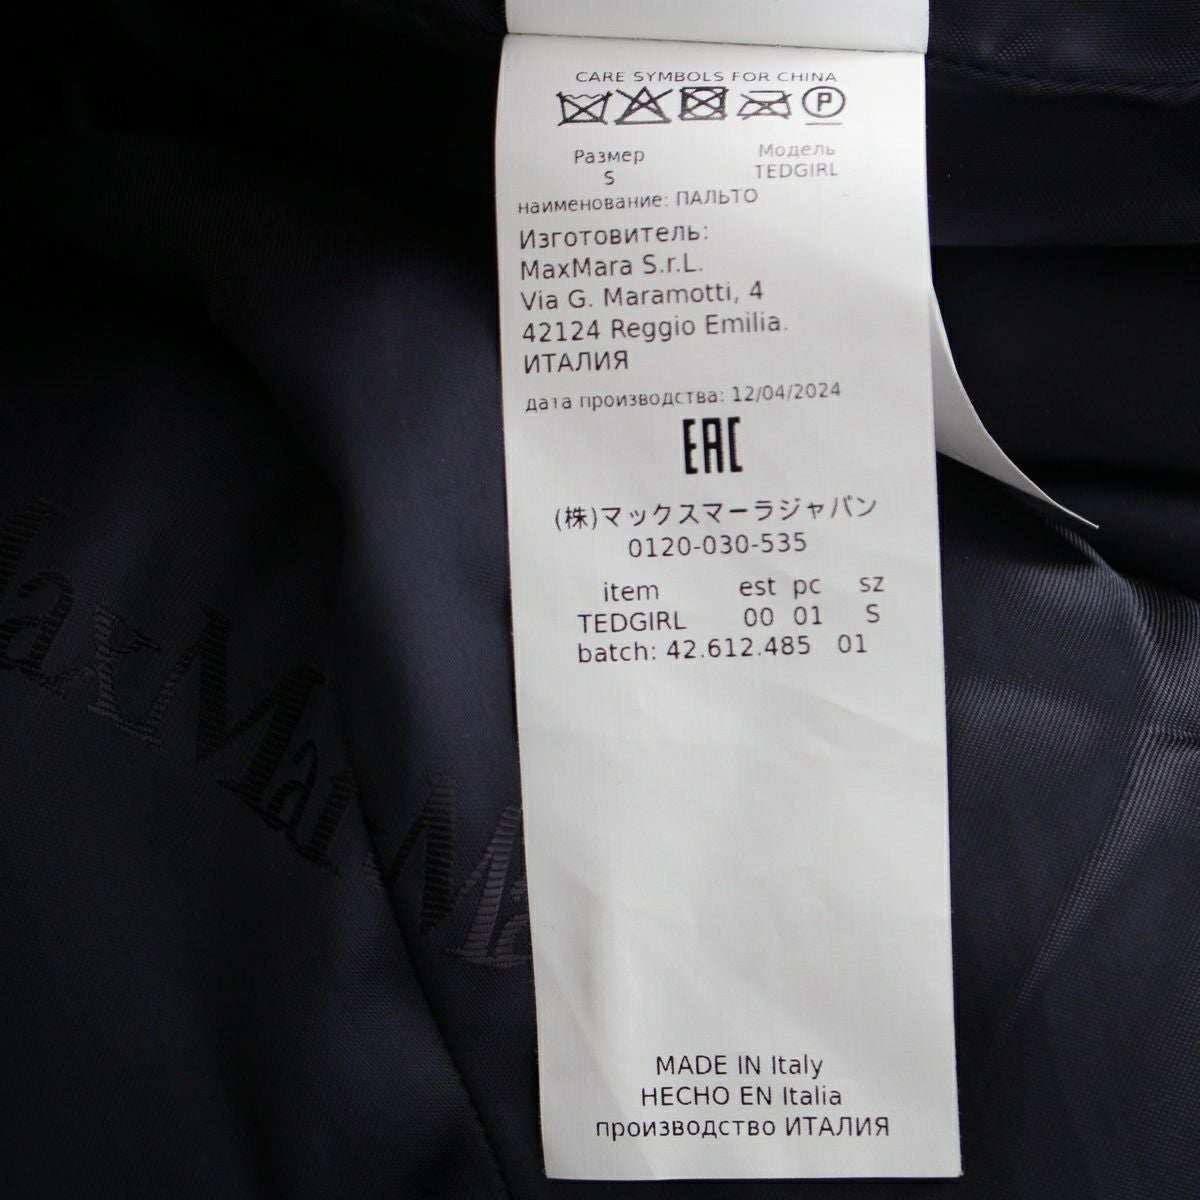 CARE SYMBOLS FOR CHINA
P
Размер Модель
S TEDGIRL
наименование: ПАЛЬТО
Изготовитель:
MaxMara S.r.L.
Via G. Maramotti, 4
42124 Reggio Emilia.
ИТАЛИЯ
дата производства: 12/04/2024
EAC
(株)マックスマーラジャパン
0120-030-535
item est pc sz
TEDGIRL 00 01 S
batch: 42.612.485 01
MaxMara
MADE IN Italy
HECHO EN Italia
производство ИТАЛИЯ